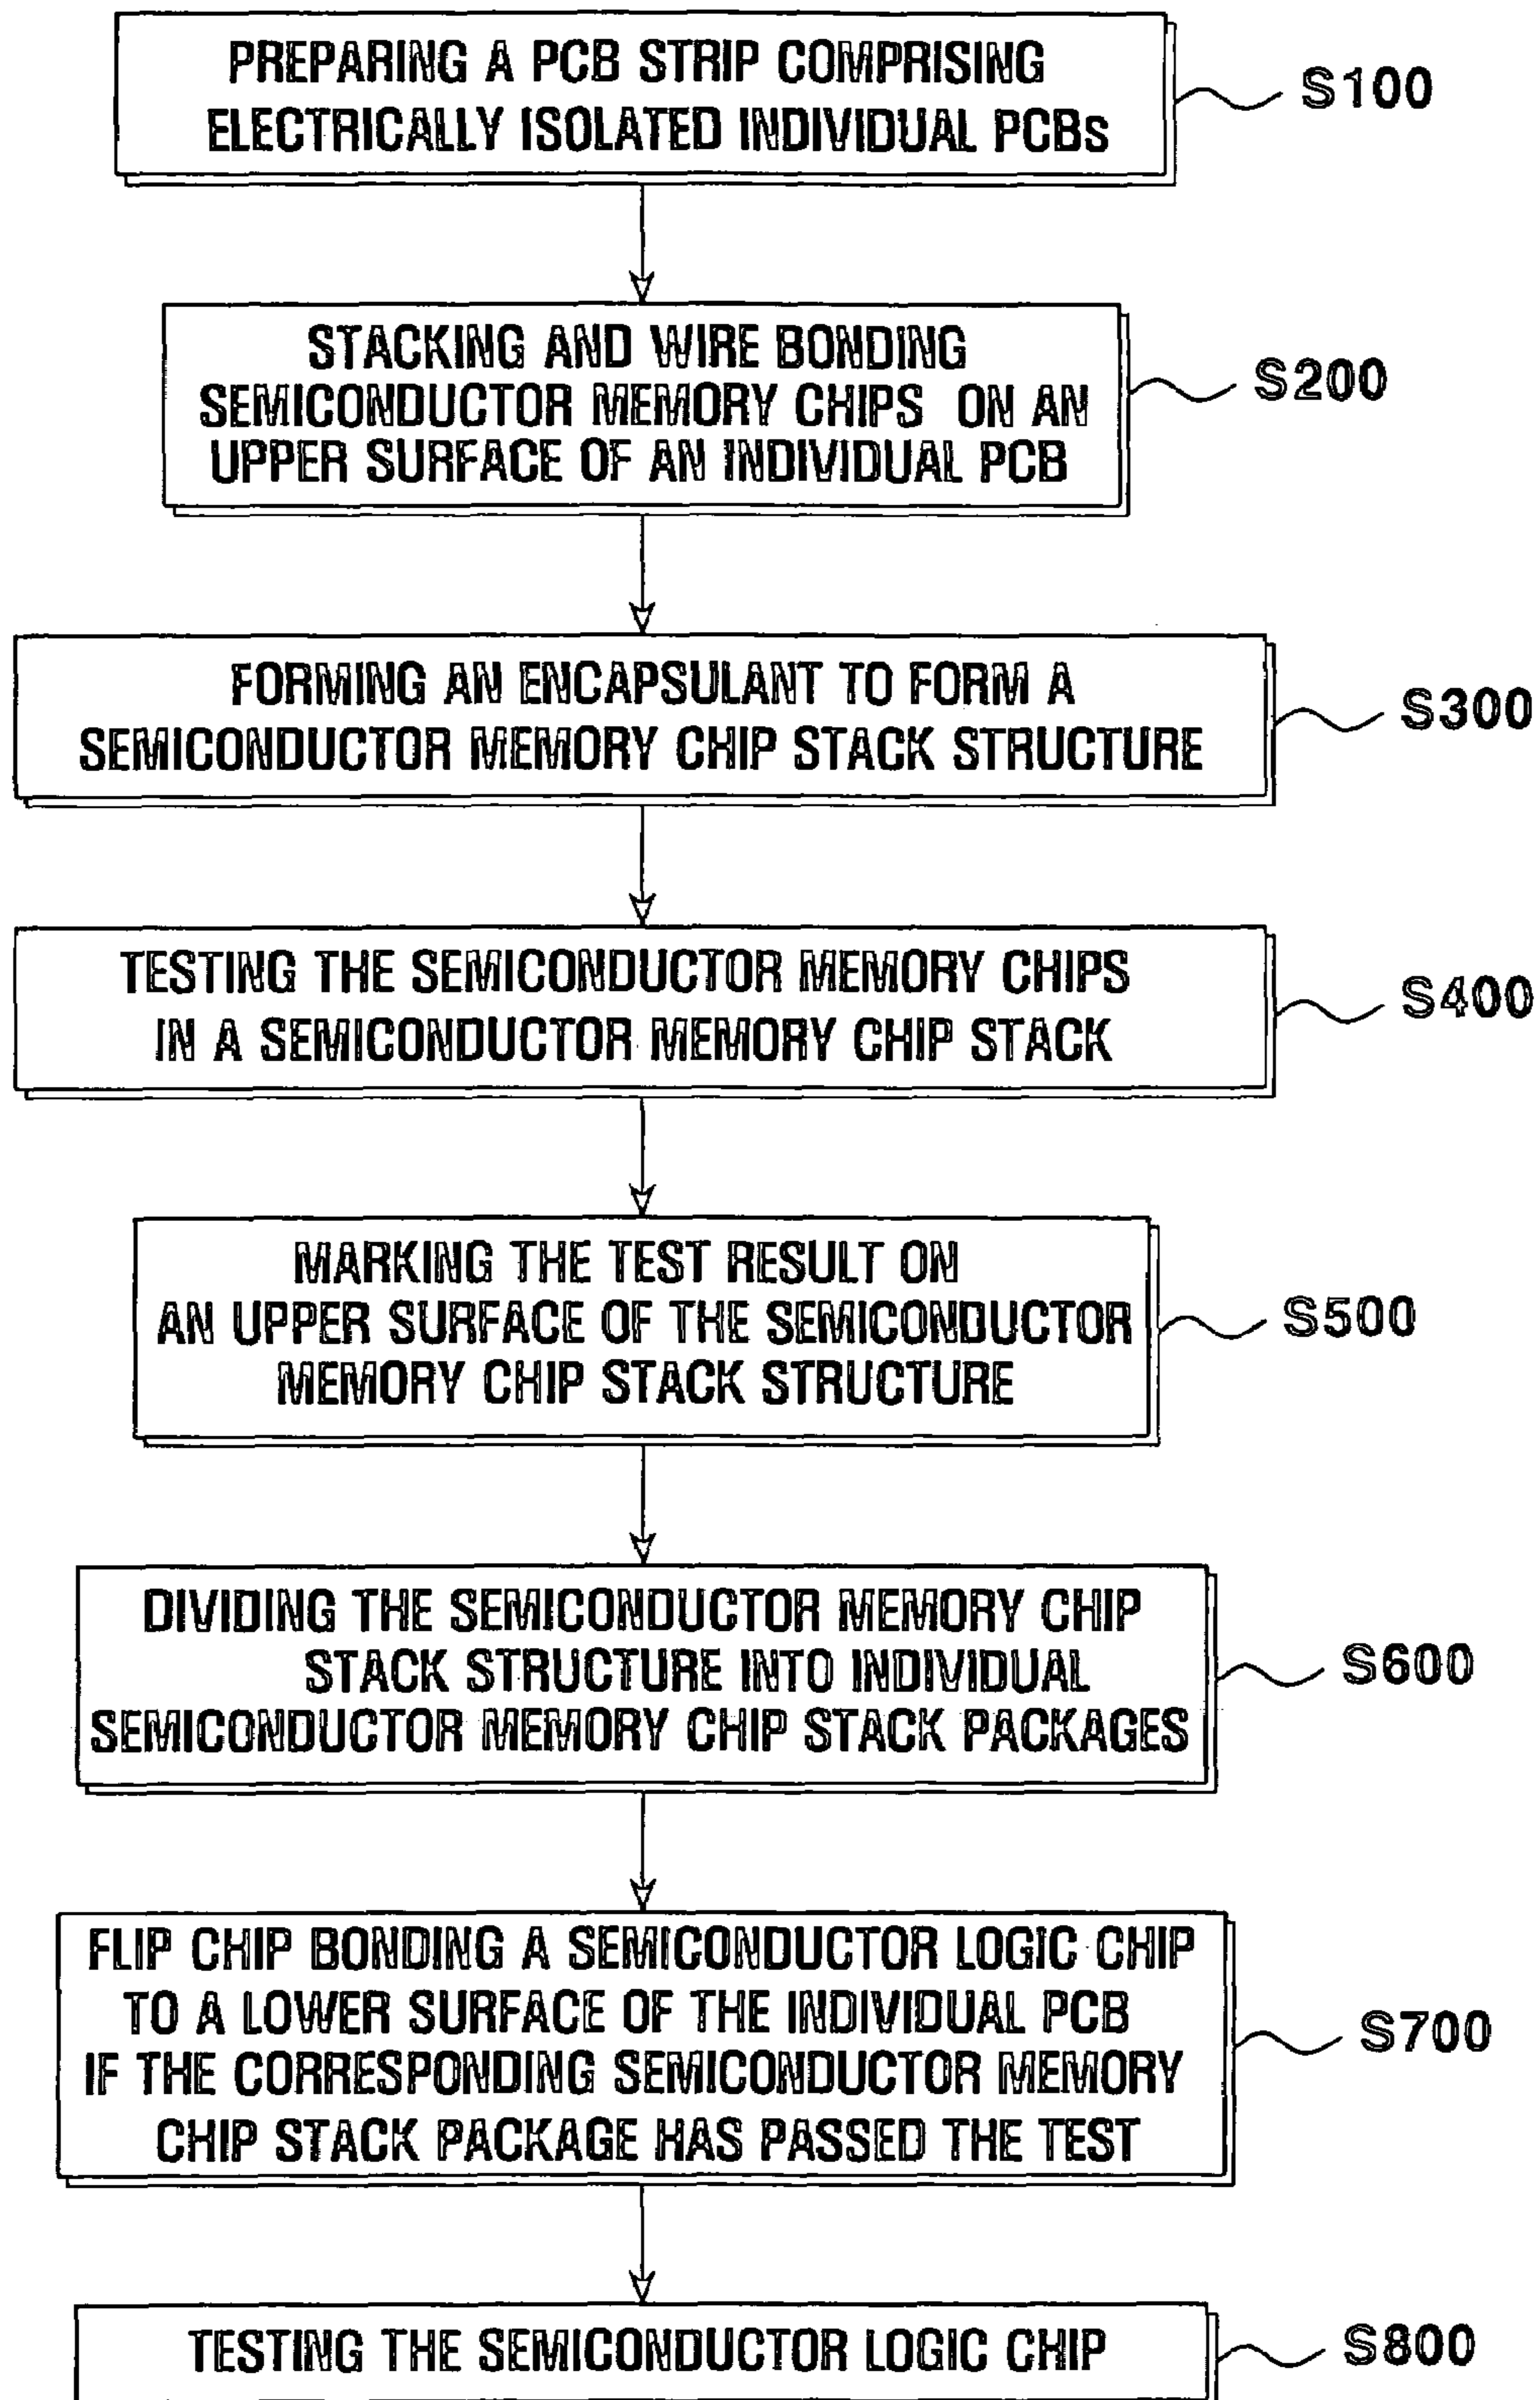 PREPARING A PCB STRIP COMPRISING
ELECTRICALLY ISOLATED INDIVIDUAL PCBs
S100
STACKING AND WIRE BONDING
SEMICONDUCTOR MEMORY CHIPS ON AN
UPPER SURFACE OF AN INDIVIDUAL PCB
S200
FORMING AN ENCAPSULANT TO FORM A
SEMICONDUCTOR MEMORY CHIP STACK STRUCTURE
S300
TESTING THE SEMICONDUCTOR MEMORY CHIPS
IN A SEMICONDUCTOR MEMORY CHIP STACK
S400
MARKING THE TEST RESULT ON
AN UPPER SURFACE OF THE SEMICONDUCTOR
MEMORY CHIP STACK STRUCTURE
S500
DIVIDING THE SEMICONDUCTOR MEMORY CHIP
STACK STRUCTURE INTO INDIVIDUAL
SEMICONDUCTOR MEMORY CHIP STACK PACKAGES
S600
FLIP CHIP BONDING A SEMICONDUCTOR LOGIC CHIP
TO A LOWER SURFACE OF THE INDIVIDUAL PCB
IF THE CORRESPONDING SEMICONDUCTOR MEMORY
CHIP STACK PACKAGE HAS PASSED THE TEST
S700
TESTING THE SEMICONDUCTOR LOGIC CHIP
S800